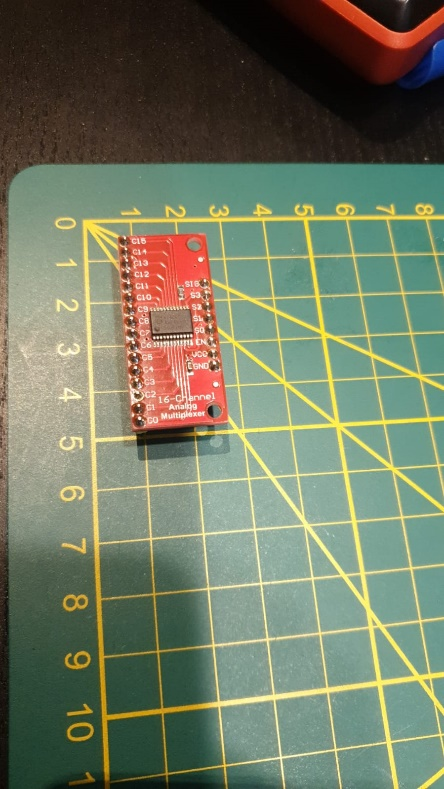 0 1 2 3 4 5 6 7 8
1
2
3
4
5
6
7
8
9
10
C15
C14
C13
C12
C11
C10
C9
C8
C7
C6
C5
C4
C3
C2
C1
C0
SIG
S3
S2
S1
S0
EN
VCC
GND
16-Channel
Analog
Multiplexer